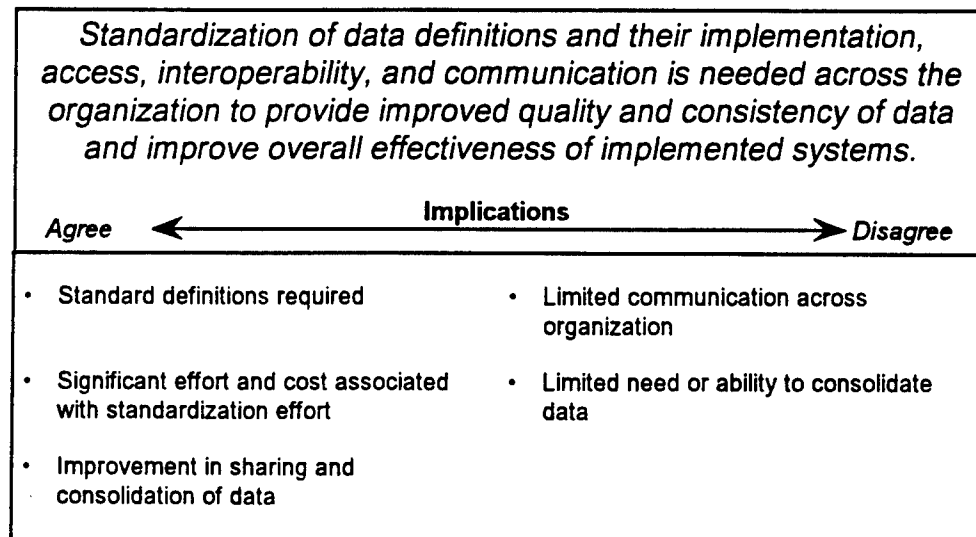 Standardization of data definitions and their implementation,
access, interoperability, and communication is needed across the
organization to provide improved quality and consistency of data
and improve overall effectiveness of implemented systems.
Implications
Agree Disagree
• Standard definitions required
• Significant effort and cost associated
with standardization effort
• Improvement in sharing and
consolidation of data
• Limited communication across
organization
• Limited need or ability to consolidate
data